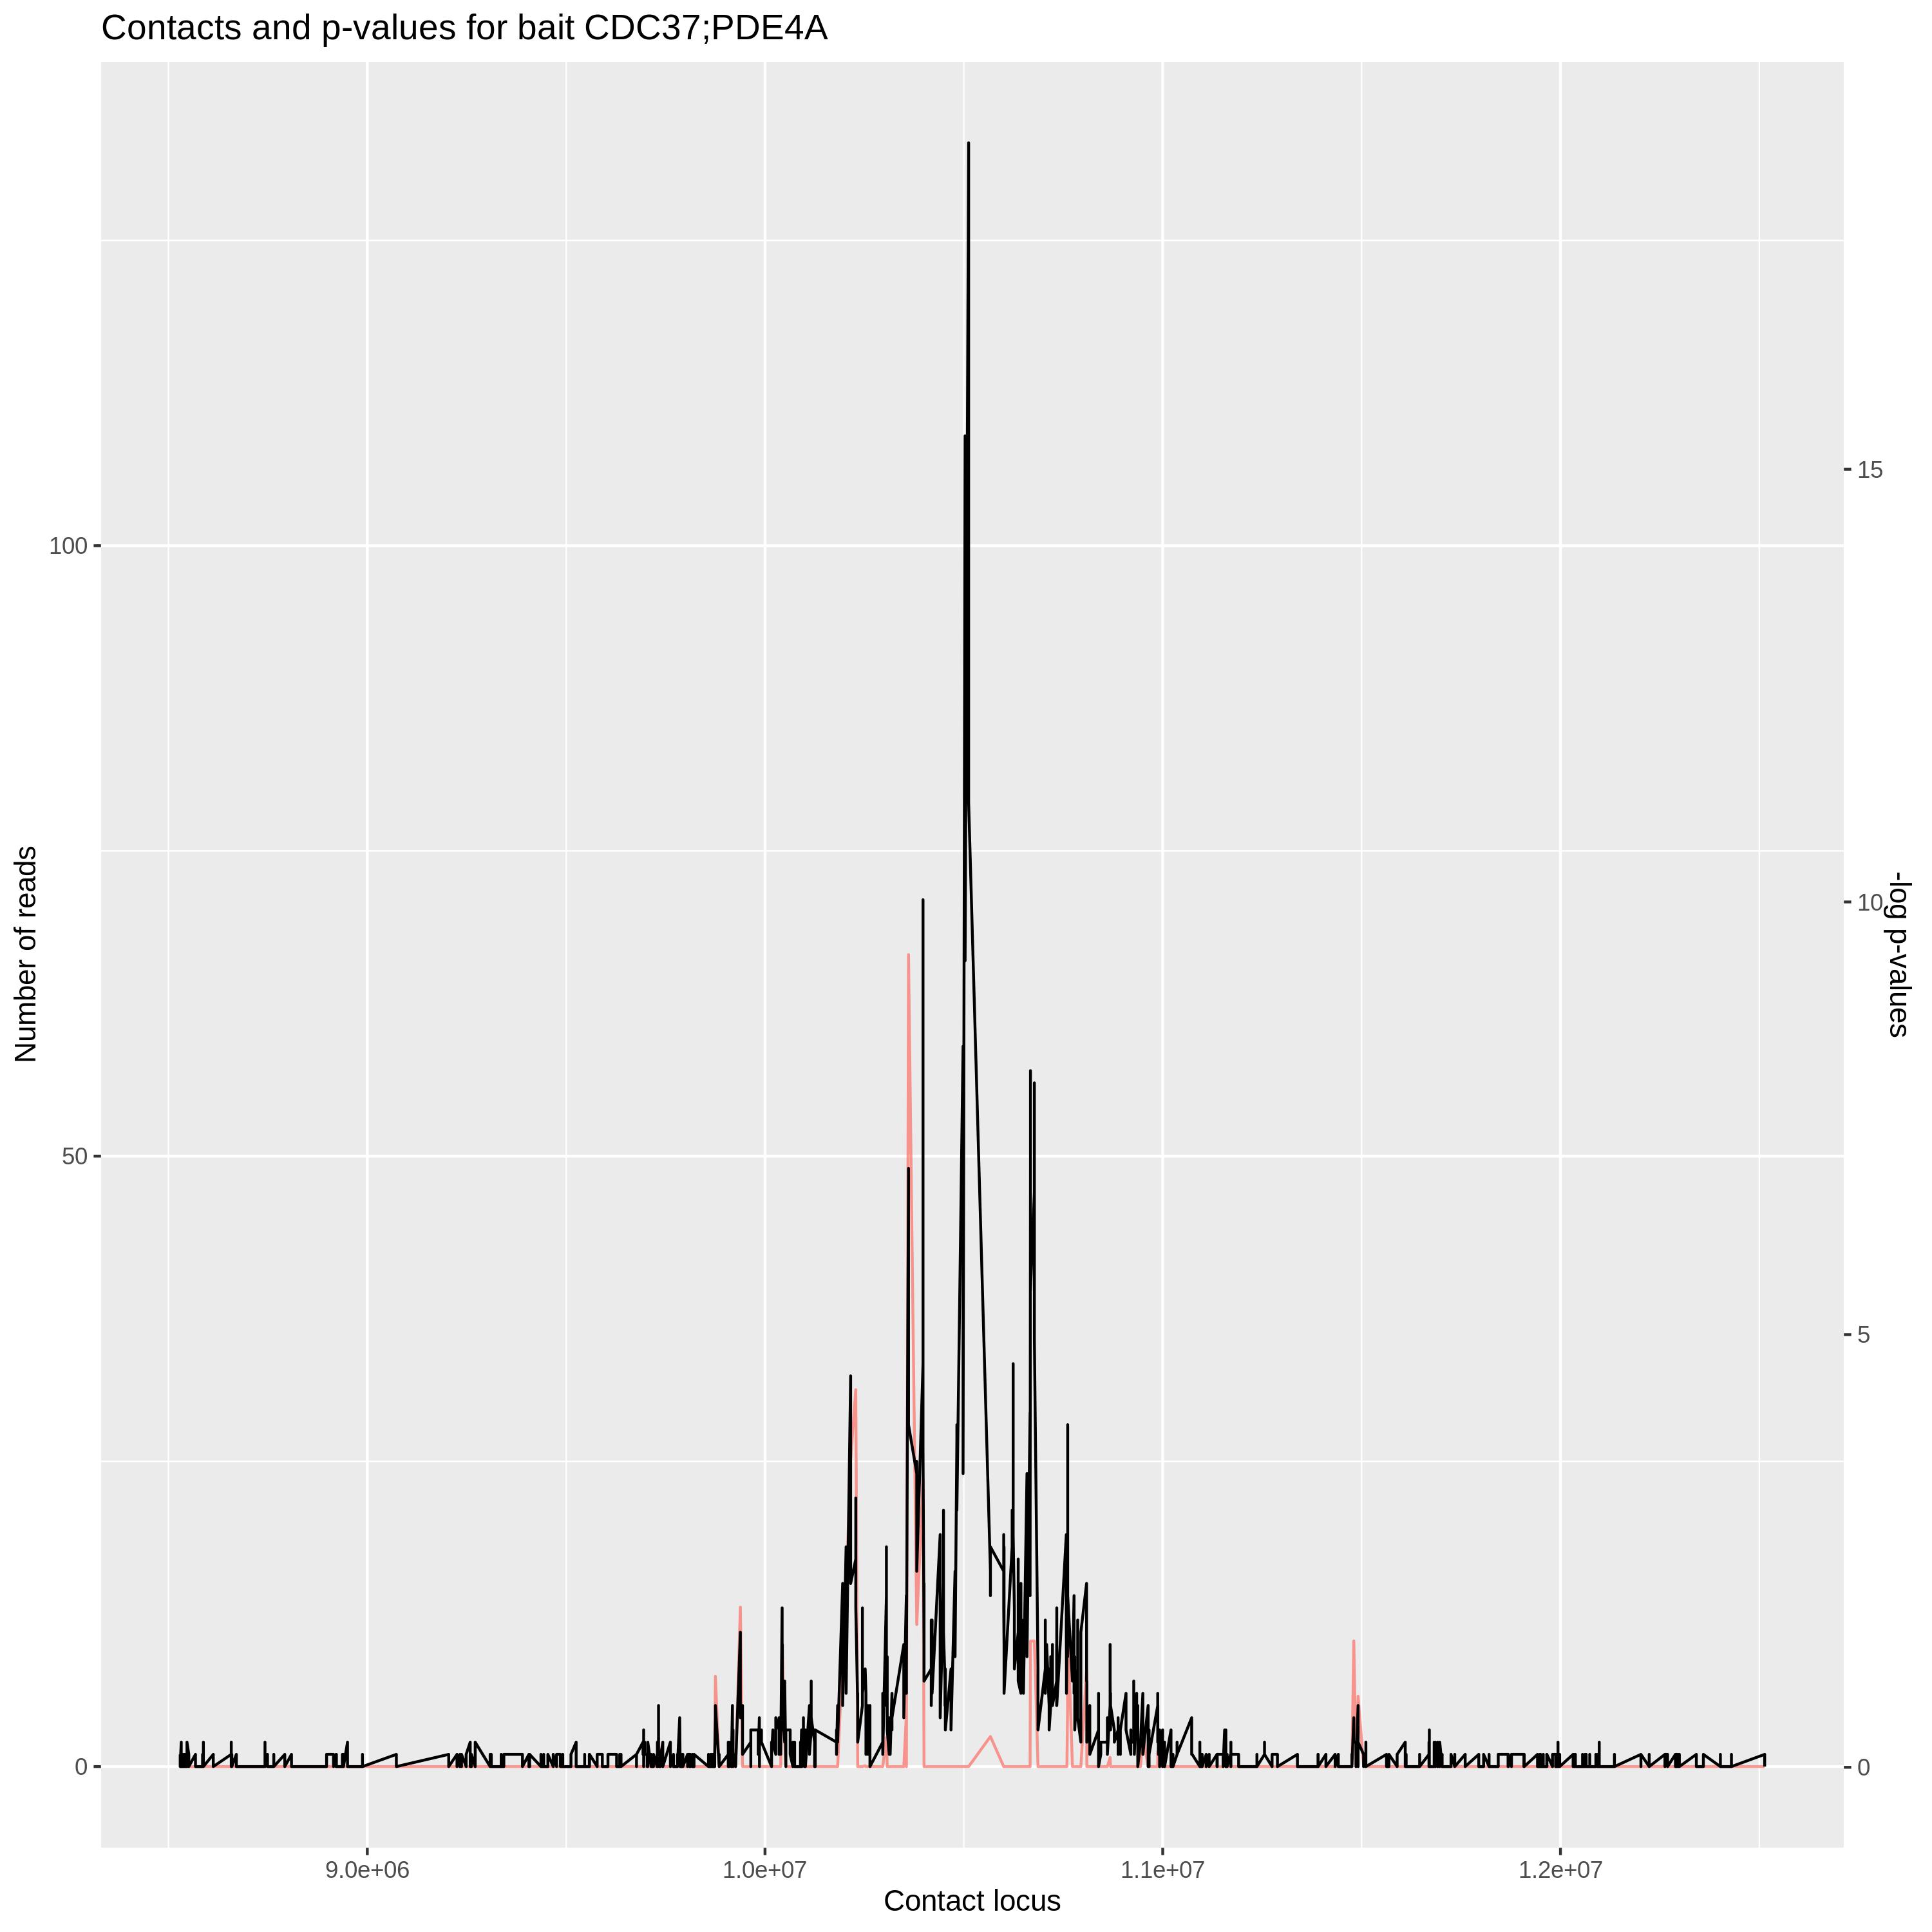 Contacts and p-values for bait CDC37;PDE4A
Number of reads
100
50
0
15
10
5
0
-log p-values
9.0e+06
1.0e+07
1.1e+07
1.2e+07
Contact locus